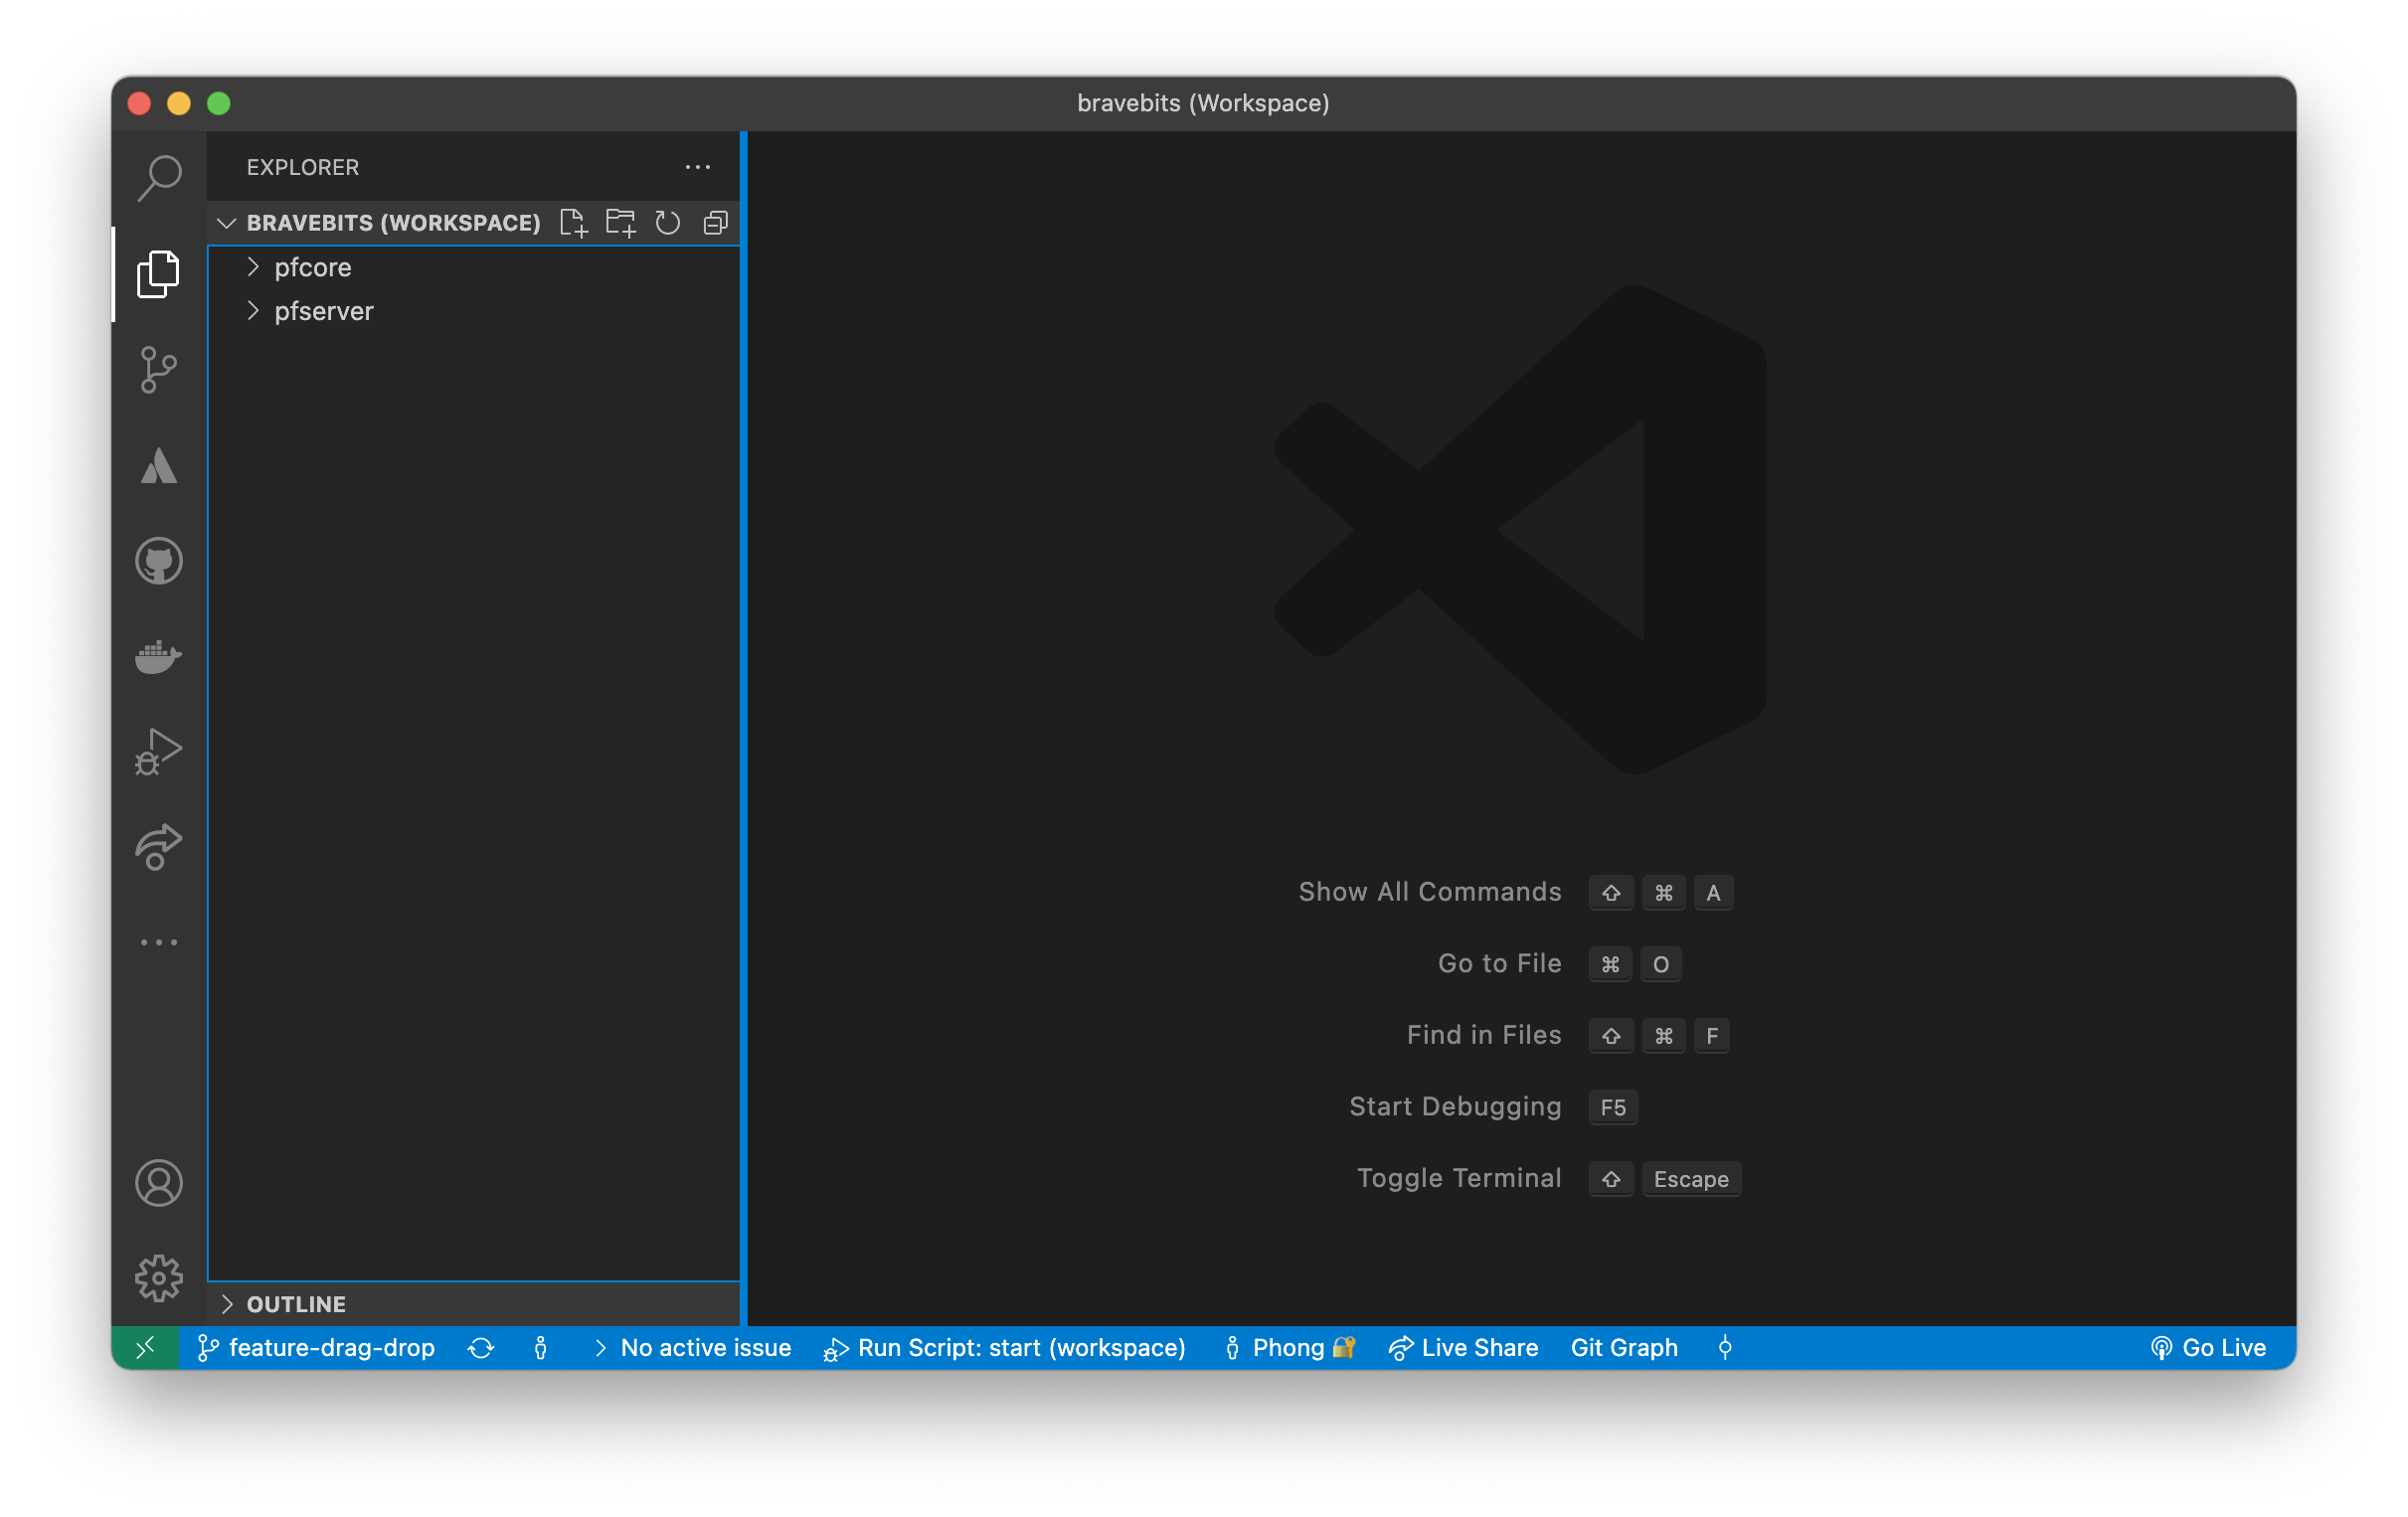 bravebits (Workspace)
EXPLORER
BRAVEBITS (WORKSPACE)
pfcore
pfserver
Show All Commands ⇧ ⌘ A
Go to File ⌘ O
Find in Files ⇧ ⌘ F
Start Debugging F5
Toggle Terminal ⇧ Escape
OUTLINE
feature-drag-drop No active issue Run Script: start (workspace) Phong 🔐 Live Share Git Graph Go Live